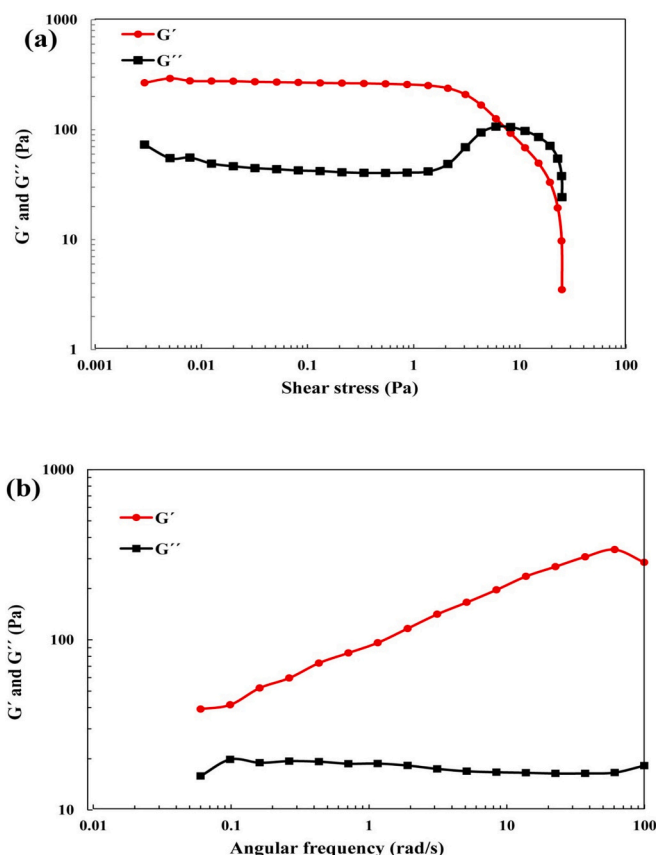 (a)
1000
G´
G´´
100
10
1
G´ and G´´ (Pa)
0.001
0.01
0.1
1
10
100
Shear stress (Pa)
(b)
1000
G´
G´´
100
10
G´ and G´´ (Pa)
0.01
0.1
1
10
100
Angular frequency (rad/s)